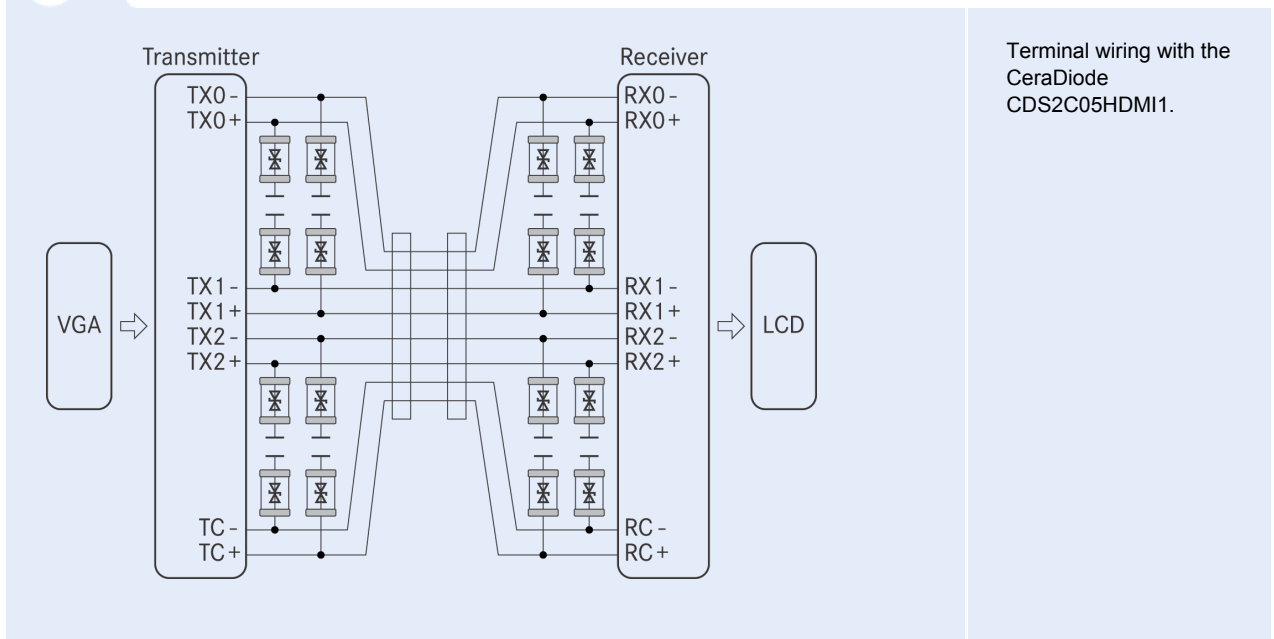 Transmitter
Receiver
TX0 -
TX0 +
RX0 -
RX0 +
TX1 -
TX1 +
TX2 -
TX2 +
RX1 -
RX1 +
RX2 -
RX2 +
VGA
LCD
TC -
TC +
RC -
RC +
Terminal wiring with the
CeraDiode
CDS2C05HDMI1.